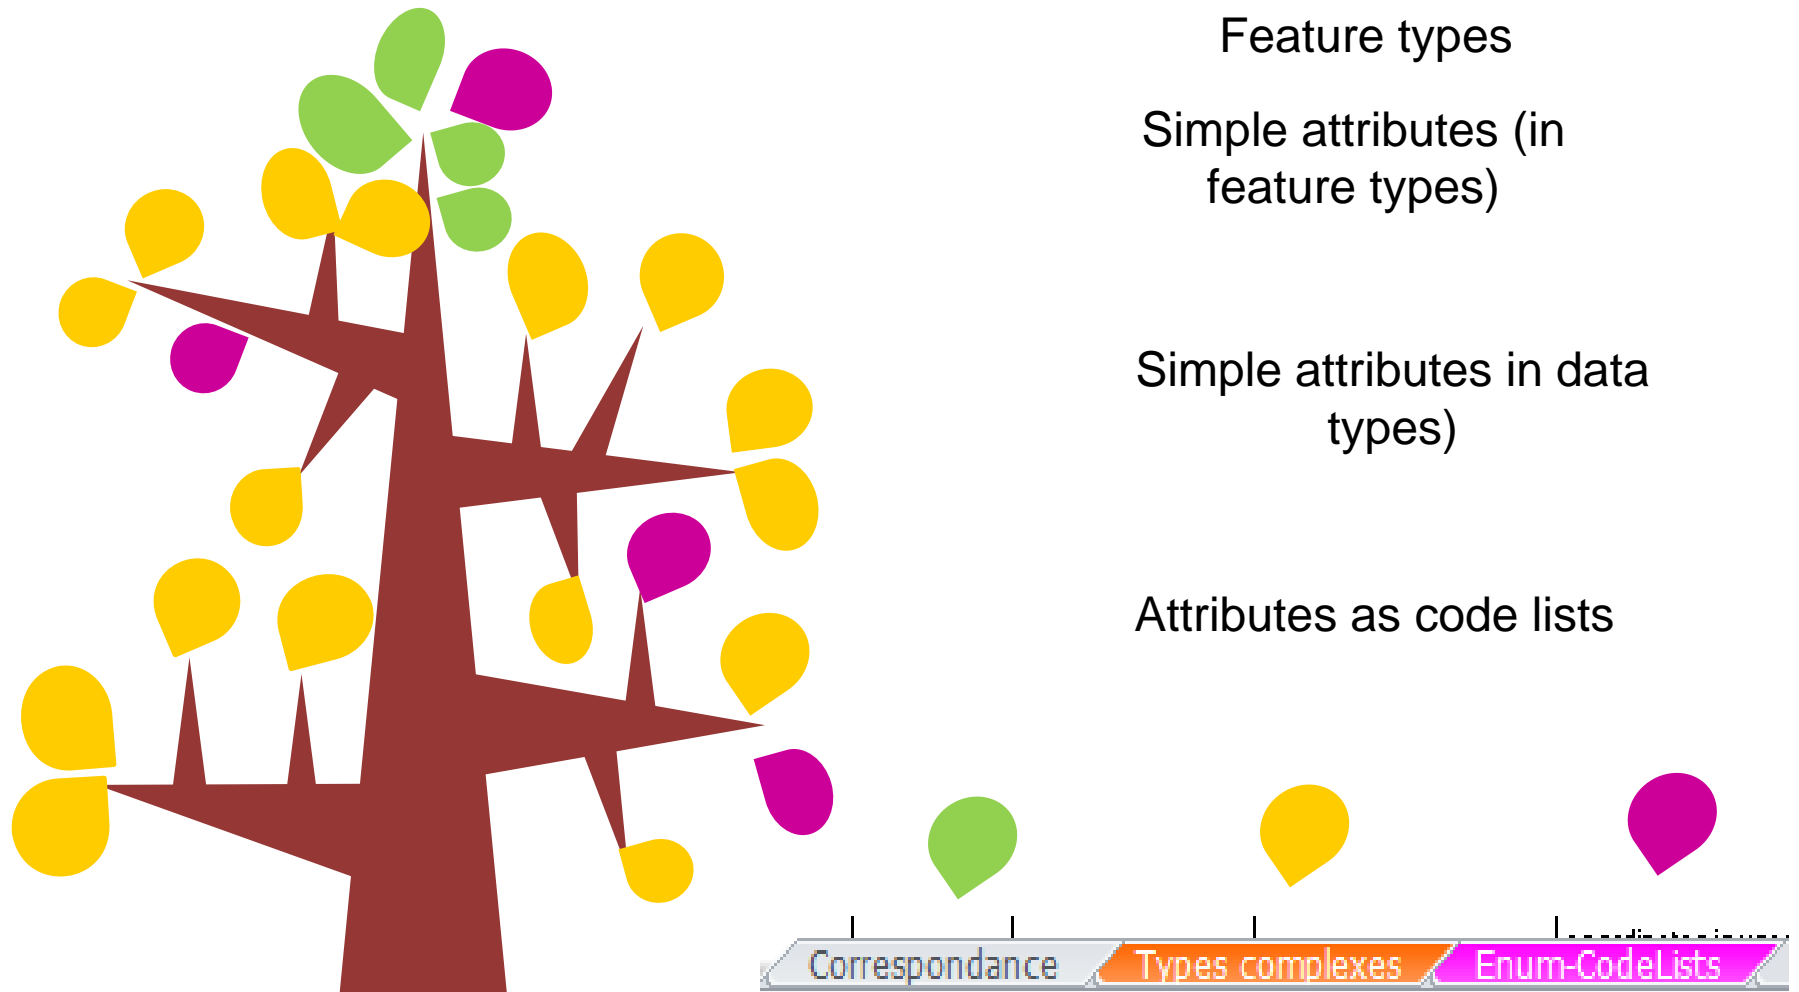 Feature types
Simple attributes (in
feature types)
Simple attributes in data
types)
Attributes as code lists
Correspondance Types complexes Enum-CodeLists